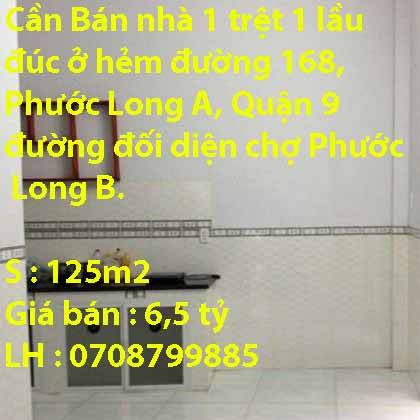 Cần Bán nhà 1 trệt 1 lầu
đúc ở hẻm đường 168,
Phước Long A, Quận 9
đường đối diện chợ Phước
Long B.
S : 125m2
Giá bán : 6,5 tỷ
LH : 0708799885